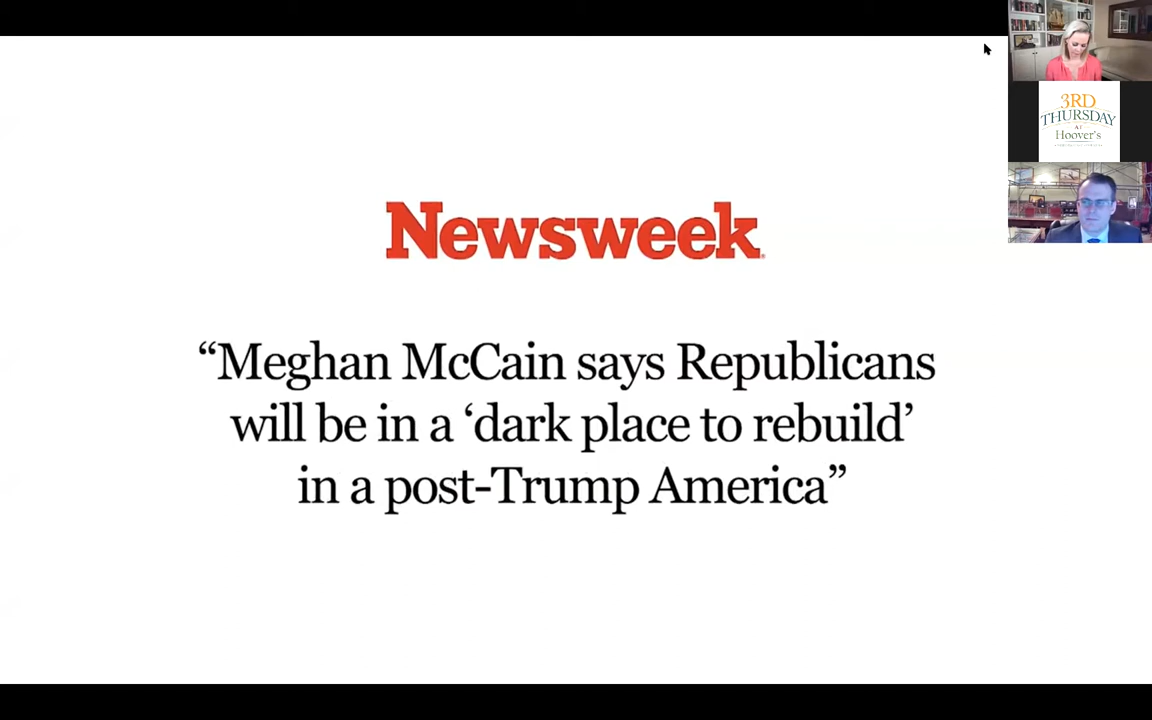 Newsweek
“Meghan McCain says Republicans
will be in a ‘dark place to rebuild’
in a post-Trump America”
3RD
THURSDAY
AT
Hoover's